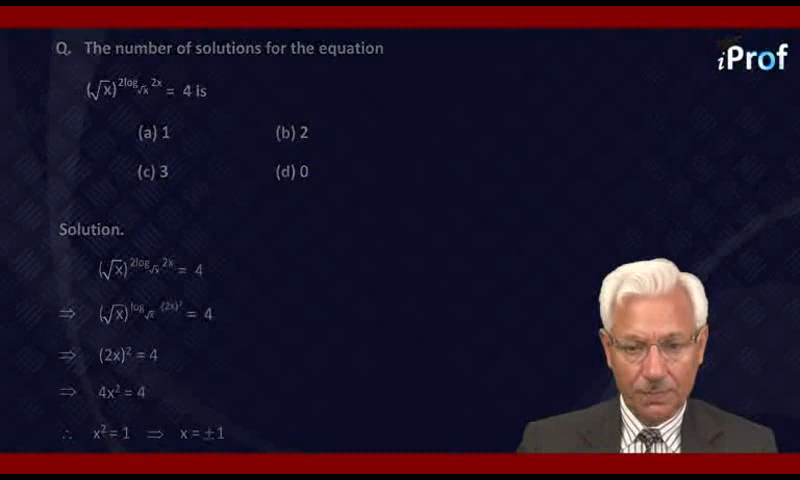 Q. The number of solutions for the equation
iProf
(√x)^2log_√x 2x = 4 is
(a) 1 (b) 2
(c) 3 (d) 0
Solution.
(√x)^2log_√x 2x = 4
⇒ (√x)^log_√x (2x)² = 4
⇒ (2x)² = 4
⇒ 4x² = 4
∴ x² = 1 ⇒ x = ±1